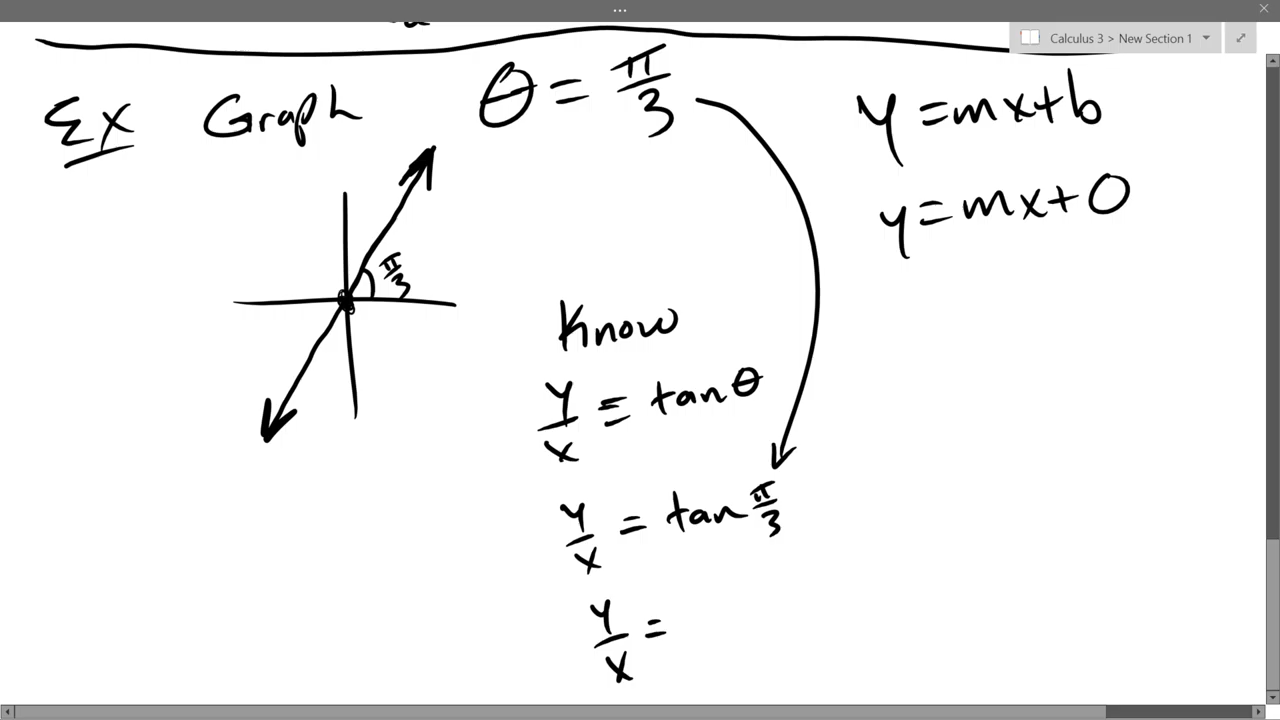 ...
Calculus 3 > New Section 1
Ex Graph θ = π/3
y = mx + b
y = mx + 0
π/3
Know
y/x = tan θ
y/x = tan π/3
y/x =